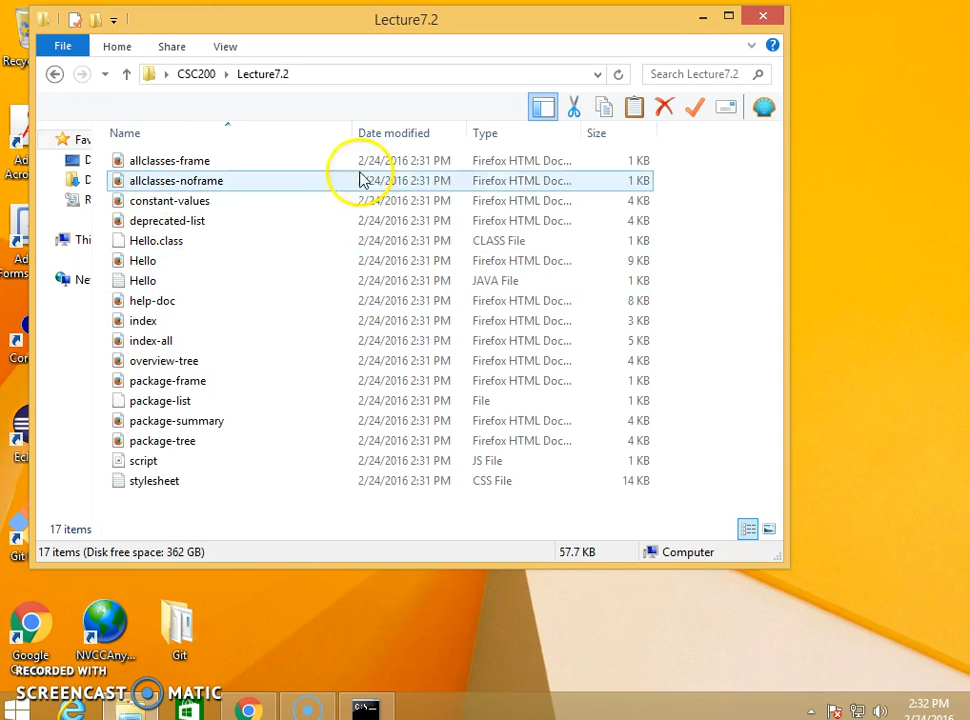 Lecture7.2
File Home Share View
CSC200 Lecture7.2 Search Lecture7.2
Name Date modified Type Size
allclasses-frame 2/24/2016 2:31 PM Firefox HTML Doc... 1 KB
allclasses-noframe 2/24/2016 2:31 PM Firefox HTML Doc... 1 KB
constant-values 2/24/2016 2:31 PM Firefox HTML Doc... 4 KB
deprecated-list 2/24/2016 2:31 PM Firefox HTML Doc... 4 KB
Hello.class 2/24/2016 2:31 PM CLASS File 1 KB
Hello 2/24/2016 2:31 PM Firefox HTML Doc... 9 KB
Hello 2/24/2016 2:31 PM JAVA File 1 KB
help-doc 2/24/2016 2:31 PM Firefox HTML Doc... 8 KB
index 2/24/2016 2:31 PM Firefox HTML Doc... 3 KB
index-all 2/24/2016 2:31 PM Firefox HTML Doc... 5 KB
overview-tree 2/24/2016 2:31 PM Firefox HTML Doc... 4 KB
package-frame 2/24/2016 2:31 PM Firefox HTML Doc... 1 KB
package-list 2/24/2016 2:31 PM File 1 KB
package-summary 2/24/2016 2:31 PM Firefox HTML Doc... 4 KB
package-tree 2/24/2016 2:31 PM Firefox HTML Doc... 4 KB
script 2/24/2016 2:31 PM JS File 1 KB
stylesheet 2/24/2016 2:31 PM CSS File 14 KB
Fav
D
D
R
Thi
Ne
17 items
17 items (Disk free space: 362 GB) 57.7 KB Computer
Recy
Ad
Acro
Ad
Forms
Co
Ecl
Git
Google NVCCAny... Git
RECORDED WITH
SCREENCAST MATIC
2:32 PM
2/24/2016